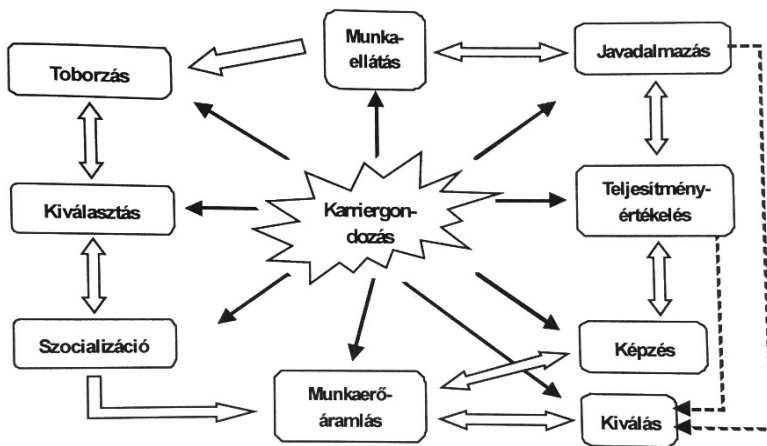 Munka-
ellátás
Toborzás
Javadalmazás
Kiválasztás
Karriergon-
dozás
Teljesítmény-
értékelés
Szocializáció
Képzés
Munkaerő-
áramlás
Kiválás